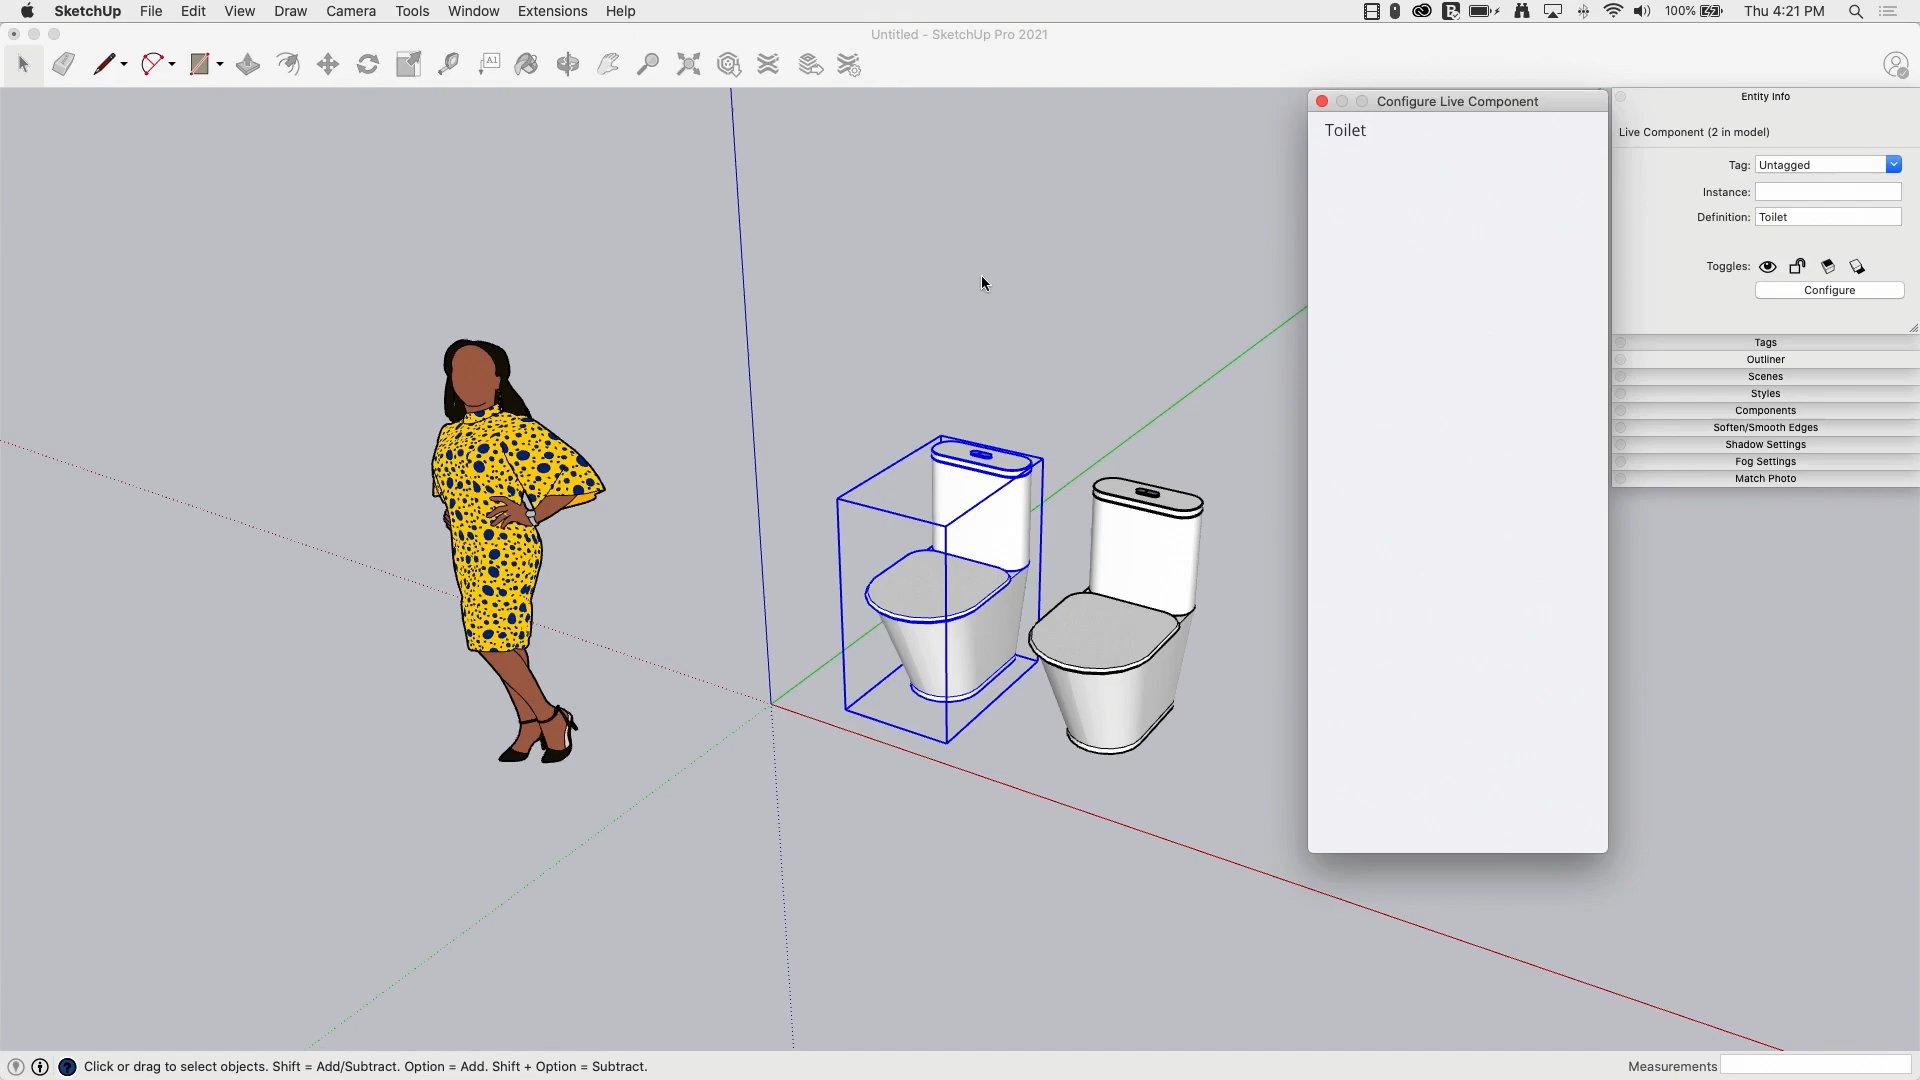 SketchUp File Edit View Draw Camera Tools Window Extensions Help
100% Thu 4:21 PM
Untitled - SketchUp Pro 2021
A1
Configure Live Component
Toilet
Entity Info
Live Component (2 in model)
Tag: Untagged
Instance:
Definition: Toilet
Toggles:
Configure
Tags
Outliner
Scenes
Styles
Components
Soften/Smooth Edges
Shadow Settings
Fog Settings
Match Photo
Click or drag to select objects. Shift = Add/Subtract. Option = Add. Shift + Option = Subtract.
Measurements